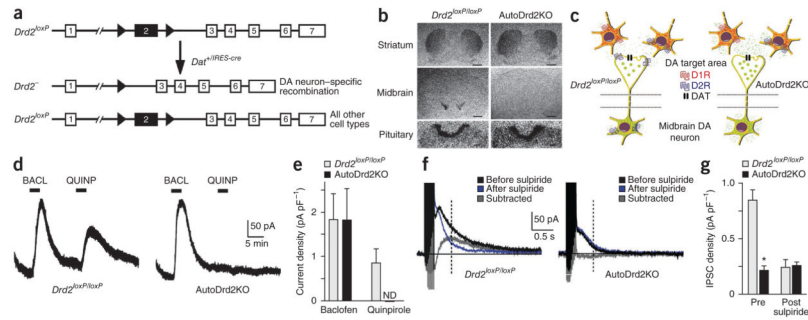 a
Drd2loxP
1
2
3
4
5
6
7
Dat+/IRES-cre
Drd2–
1
3
4
5
6
7
DA neuron–specific
recombination
Drd2loxP
1
2
3
4
5
6
7
All other
cell types
b
Drd2loxP/loxP
AutoDrd2KO
Striatum
Midbrain
Pituitary
c
DA target area
D1R
D2R
DAT
Drd2loxP/loxP
AutoDrd2KO
Midbrain DA
neuron
d
BACL
QUINP
BACL
QUINP
50 pA
5 min
Drd2loxP/loxP
AutoDrd2KO
e
Drd2loxP/loxP
AutoDrd2KO
Current density (pA pF–1)
2
1
0
ND
Baclofen
Quinpirole
f
Before sulpiride
After sulpiride
Subtracted
50 pA
0.5 s
Before sulpiride
After sulpiride
Subtracted
Drd2loxP/loxP
AutoDrd2KO
g
Drd2loxP/loxP
AutoDrd2KO
IPSC density (pA pF–1)
1.0
0.5
0
*
Pre
Post
sulpiride